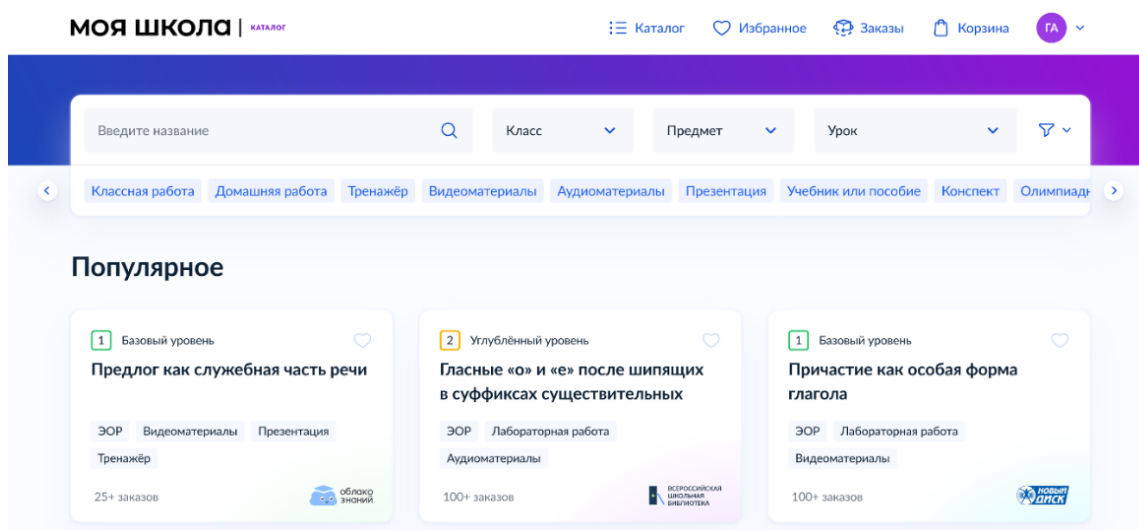 МОЯ ШКОЛА | КАТАЛОГ Каталог Избранное Заказы Корзина ГА
Введите название Класс Предмет Урок
Классная работа Домашняя работа Тренажёр Видеоматериалы Аудиоматериалы Презентация Учебник или пособие Конспект
Популярное
1 Базовый уровень
Предлог как служебная часть речи
ЭОР Видеоматериалы Презентация
Тренажёр
25+ заказов
облако
знаний
2 Углублённый уровень
Гласные «о» и «е» после шипящих
в суффиксах существительных
ЭОР Лабораторная работа
Аудиоматериалы
100+ заказов
ВСЕРОССИЙСКАЯ
ШКОЛЬНАЯ
БИБЛИОТЕКА
1 Базовый уровень
Причастие как особая форма
глагола
ЭОР Лабораторная работа
Видеоматериалы
100+ заказов
НОВЫЙ
ДИСК